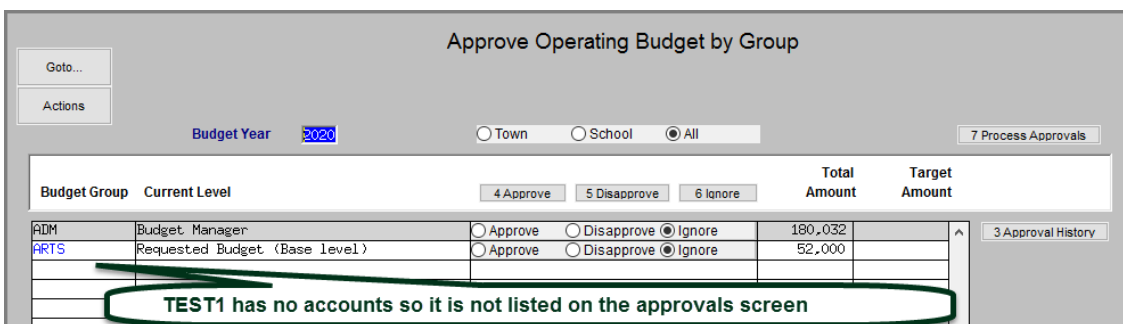 Approve Operating Budget by Group
Goto...
Actions
Budget Year 2020 Town School All 7 Process Approvals
Total Target
Budget Group Current Level 4 Approve 5 Disapprove 6 Ignore Amount Amount
ADM Budget Manager Approve Disapprove Ignore 180,032 3 Approval History
ARTS Requested Budget (Base level) Approve Disapprove Ignore 52,000
TEST1 has no accounts so it is not listed on the approvals screen